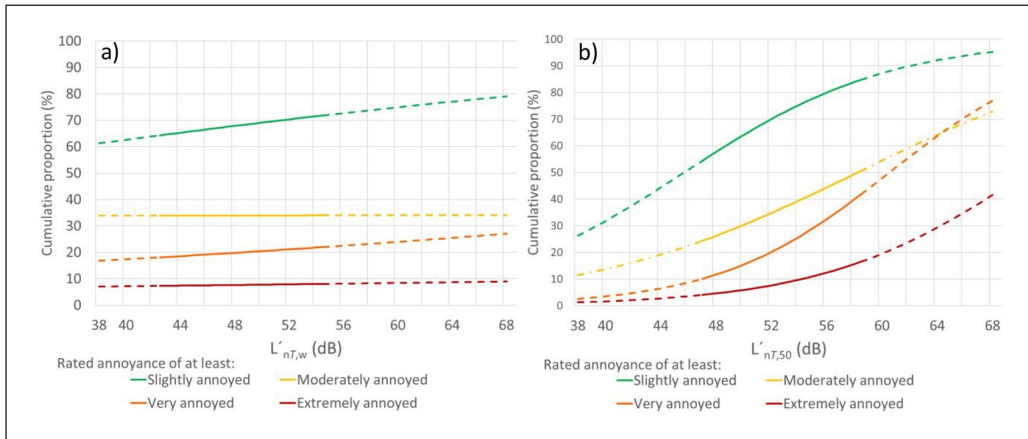 a)
Cumulative proportion (%)
100
90
80
70
60
50
40
30
20
10
0
38 40 44 48 52 56 60 64 68
L´nT,w (dB)
Rated annoyance of at least:
Slightly annoyed Moderately annoyed
Very annoyed Extremely annoyed
b)
Cumulative proportion (%)
100
90
80
70
60
50
40
30
20
10
0
38 40 44 48 52 56 60 64 68
L´nT,50 (dB)
Rated annoyance of at least:
Slightly annoyed Moderately annoyed
Very annoyed Extremely annoyed